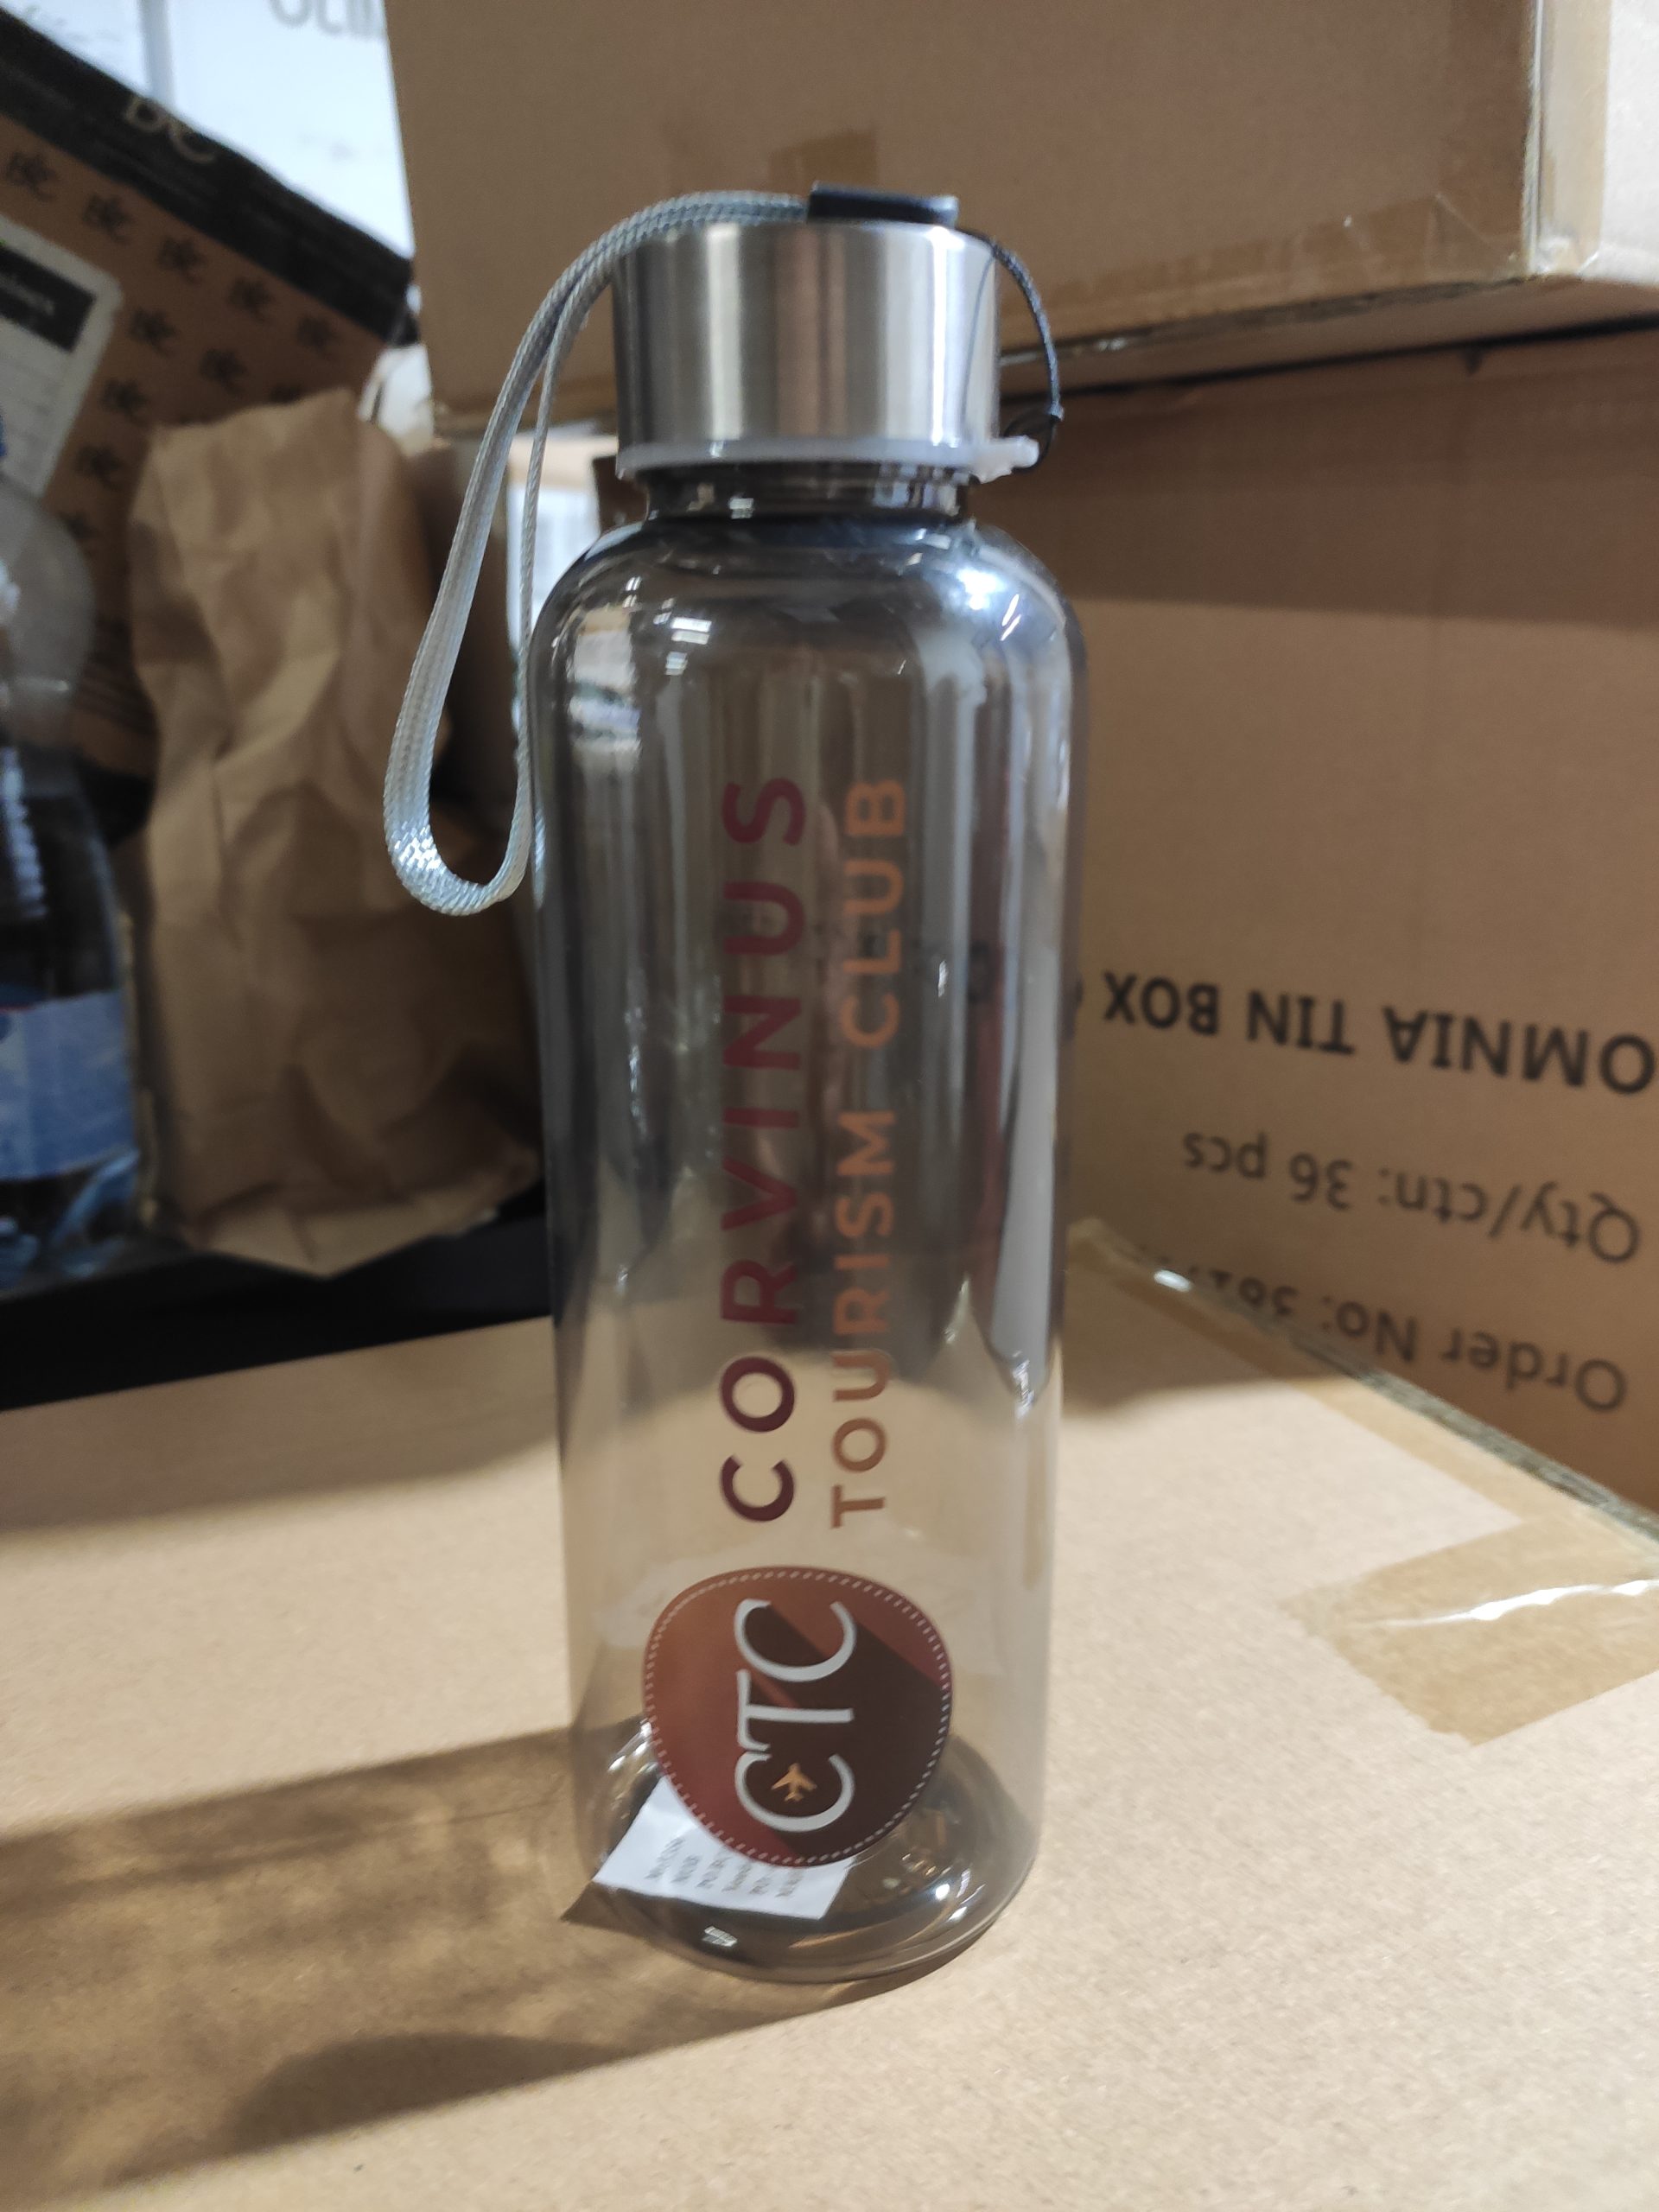 CORVINUS
TOURISM CLUB
CTC
OMNIA TIN BOX
Qty/ctn: 36 pcs
Order No: